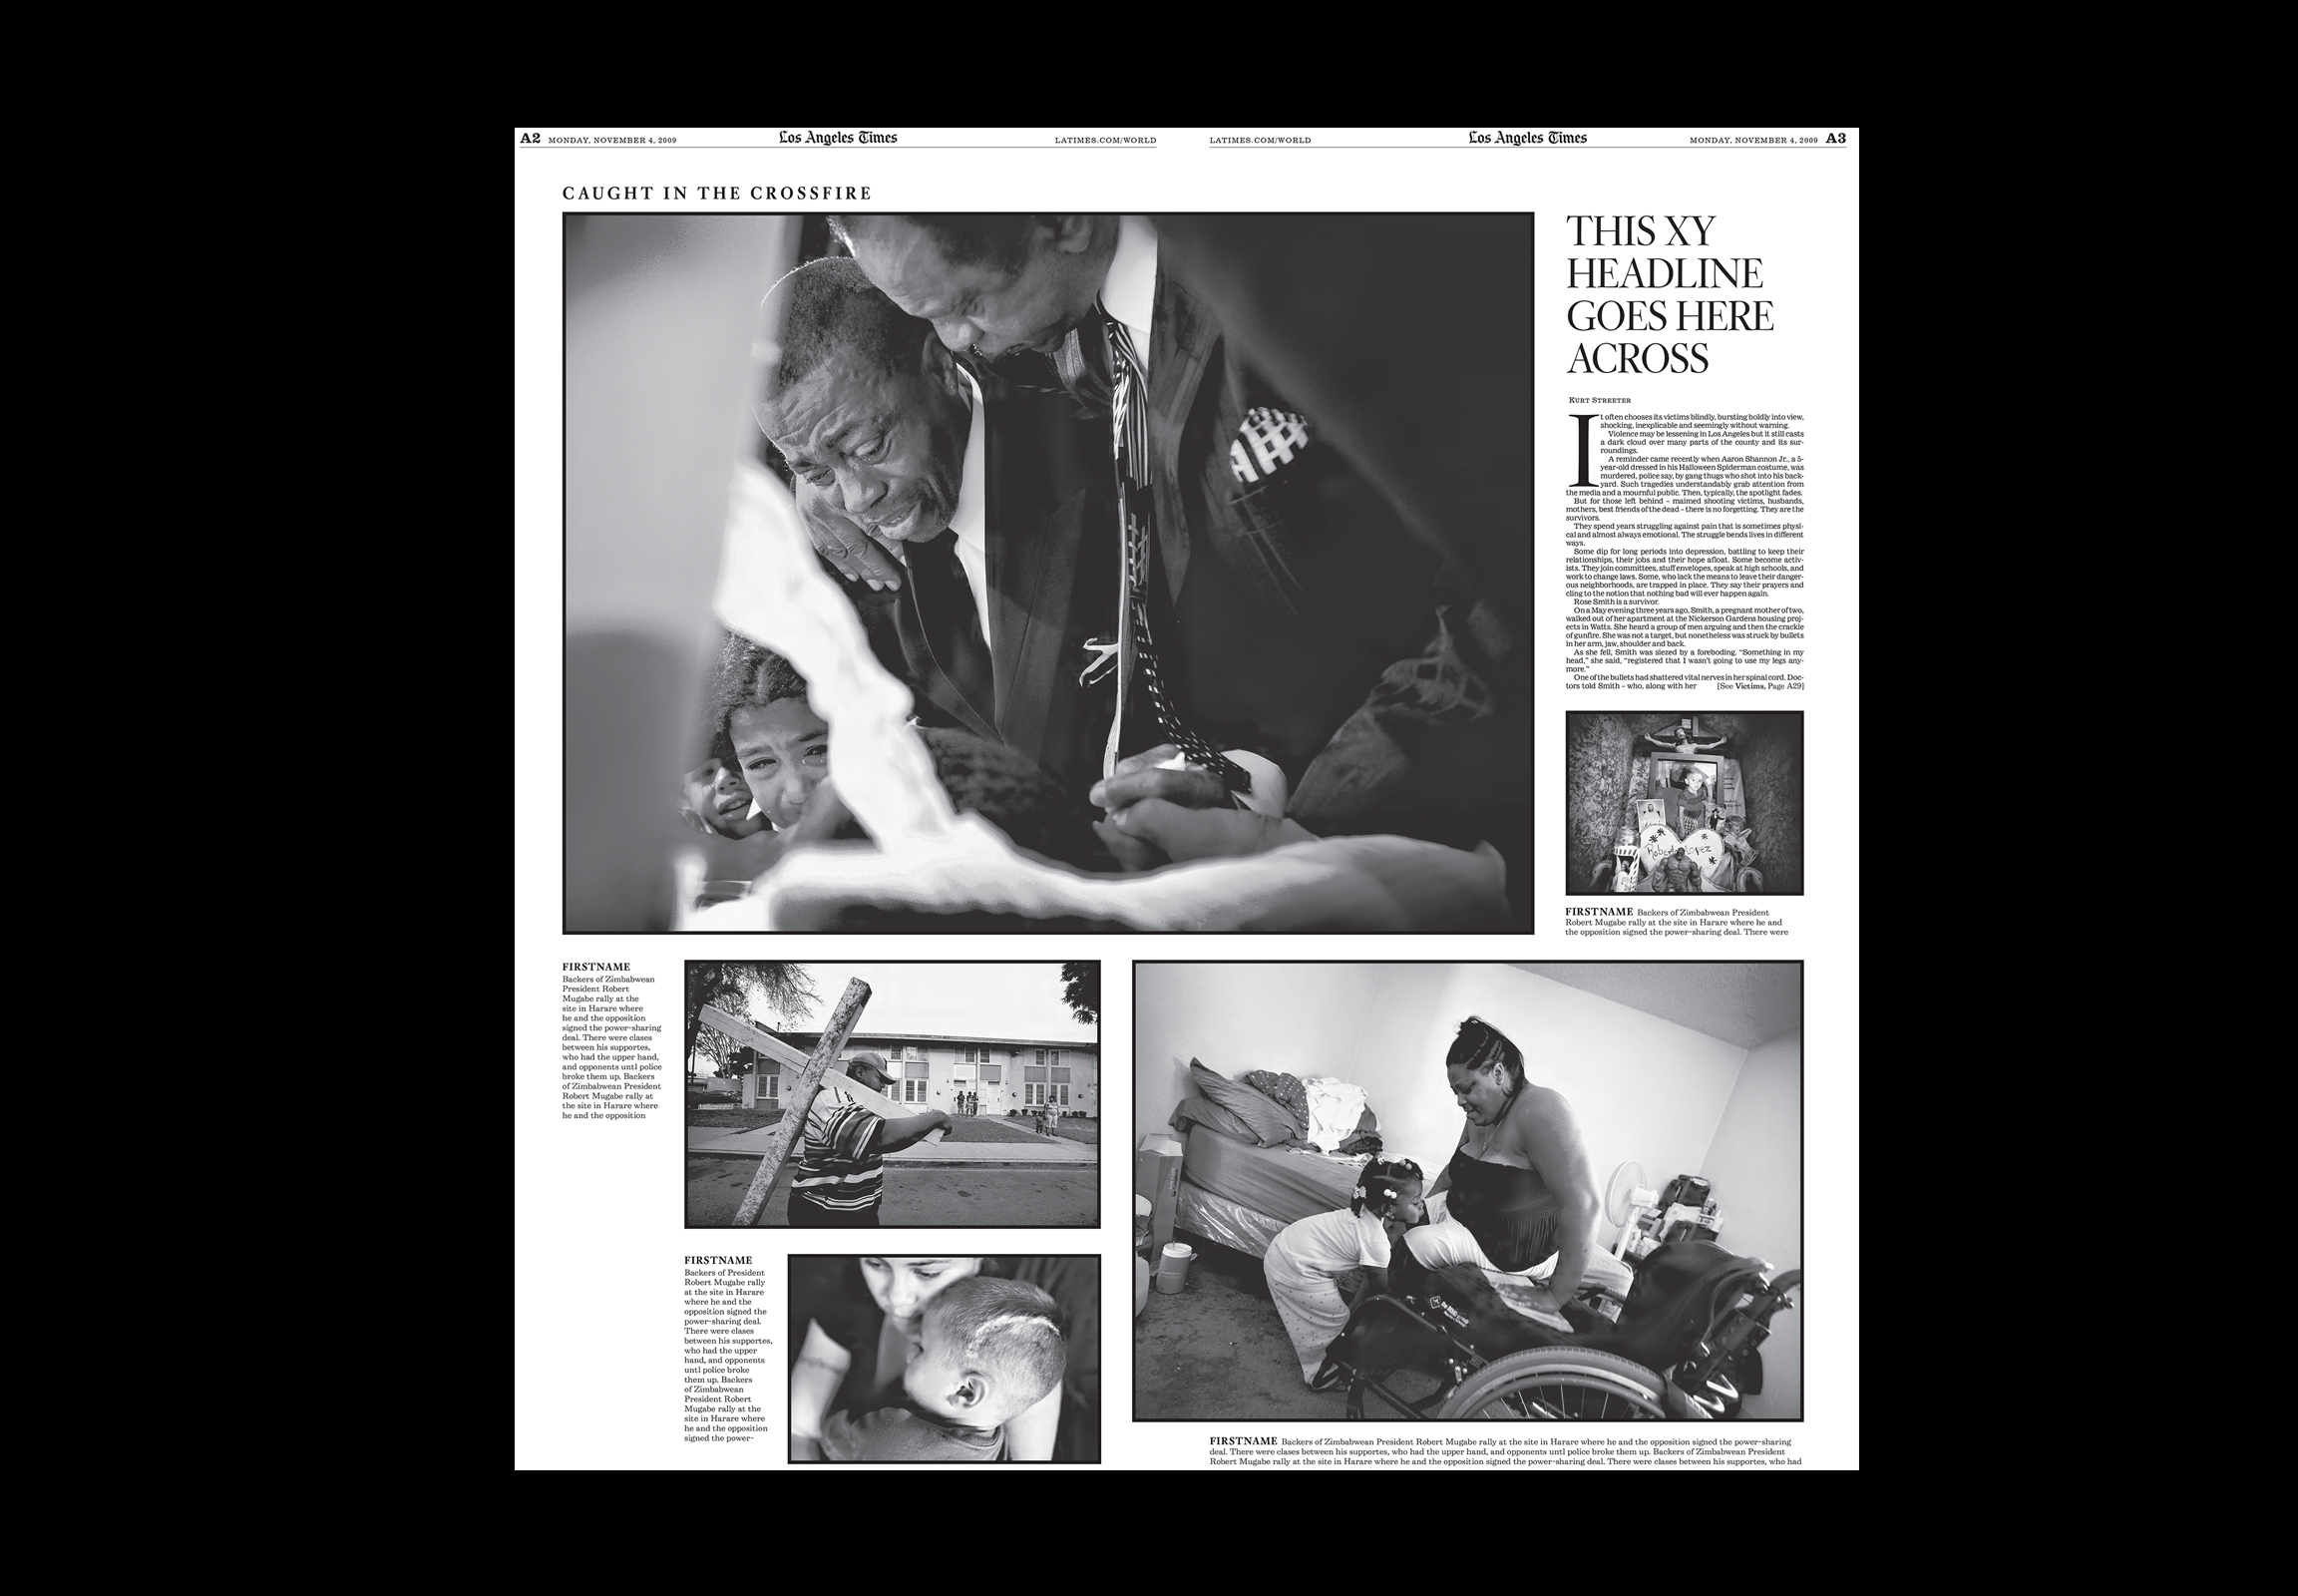 A2 MONDAY, NOVEMBER 4, 2009 Los Angeles Times LATIMES.COM/WORLD
LATIMES.COM/WORLD Los Angeles Times MONDAY, NOVEMBER 4, 2009 A3
CAUGHT IN THE CROSSFIRE
THIS XY
HEADLINE
GOES HERE
ACROSS
KURT STREETER
It often chooses its victims blindly, bursting boldly into view,
shocking, inexplicable and seemingly without warning.
Violence may be lessening in Los Angeles but it still casts
a dark cloud over many parts of the county and its sur-
roundings.
A reminder came recently when Aaron Shannon Jr., a 5-
year-old dressed in his Halloween Spiderman costume, was
murdered, police say, by gang thugs who shot into his back-
yard. Such tragedies understandably grab attention from
the media and a mournful public. Then, typically, the spotlight fades.
But for those left behind – maimed shooting victims, husbands,
mothers, best friends of the dead – there is no forgetting. They are the
survivors.
They spend years struggling against pain that is sometimes physi-
cal and almost always emotional. The struggle bends lives in different
ways.
Some dip for long periods into depression, battling to keep their
relationships, their jobs and their hope afloat. Some become activ-
ists. They join committees, stuff envelopes, speak at high schools, and
work to change laws. Some, who lack the means to leave their danger-
ous neighborhoods, are trapped in place. They say their prayers and
cling to the notion that nothing bad will ever happen again.
Rose Smith is a survivor.
On a May evening three years ago, Smith, a pregnant mother of two,
walked out of her apartment at the Nickerson Gardens housing proj-
ects in Watts. She heard a group of men arguing and then the crackle
of gunfire. She was not a target, but nonetheless was struck by bullets
in her arm, jaw, shoulder and back.
As she fell, Smith was siezed by a foreboding. “Something in my
head,” she said, “registered that I wasn’t going to use my legs any-
more.”
One of the bullets had shattered vital nerves in her spinal cord. Doc-
tors told Smith – who, along with her [See Victims, Page A29]
Robert Lopez
FIRSTNAME Backers of Zimbabwean President
Robert Mugabe rally at the site in Harare where he and
the opposition signed the power-sharing deal. There were
FIRSTNAME
Backers of Zimbabwean
President Robert
Mugabe rally at the
site in Harare where
he and the opposition
signed the power-sharing
deal. There were clases
between his supportes,
who had the upper hand,
and opponents untl police
broke them up. Backers
of Zimbabwean President
Robert Mugabe rally at
the site in Harare where
he and the opposition
FIRSTNAME
Backers of President
Robert Mugabe rally
at the site in Harare
where he and the
opposition signed the
power-sharing deal.
There were clases
between his supportes,
who had the upper
hand, and opponents
untl police broke
them up. Backers
of Zimbabwean
President Robert
Mugabe rally at the
site in Harare where
he and the opposition
signed the power-
FIRSTNAME Backers of Zimbabwean President Robert Mugabe rally at the site in Harare where he and the opposition signed the power-sharing
deal. There were clases between his supportes, who had the upper hand, and opponents untl police broke them up. Backers of Zimbabwean President
Robert Mugabe rally at the site in Harare where he and the opposition signed the power-sharing deal. There were clases between his supportes, who had